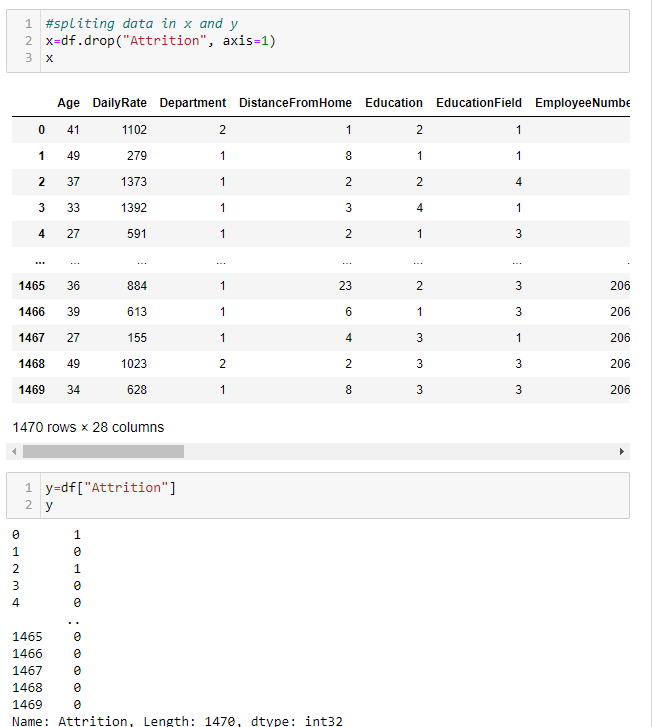 1 #spliting data in x and y
2 x=df.drop("Attrition", axis=1)
3 x
Age DailyRate Department DistanceFromHome Education EducationField EmployeeNumbe
0 41 1102 2 1 2 1
1 49 279 1 8 1 1
2 37 1373 1 2 2 4
3 33 1392 1 3 4 1
4 27 591 1 2 1 3
... ... ... ... ... ... ... .
1465 36 884 1 23 2 3 206
1466 39 613 1 6 1 3 206
1467 27 155 1 4 3 1 206
1468 49 1023 2 2 3 3 206
1469 34 628 1 8 3 3 206
1470 rows × 28 columns
1 y=df["Attrition"]
2 y
0 1
1 0
2 1
3 0
4 0
..
1465 0
1466 0
1467 0
1468 0
1469 0
Name: Attrition, Length: 1470, dtype: int32